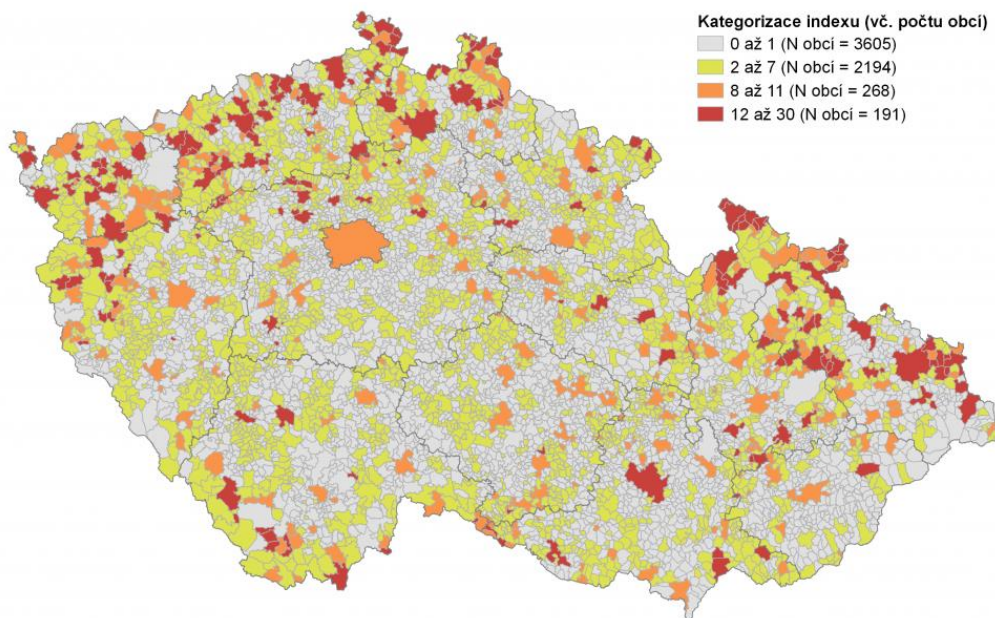 Kategorizace indexu (vč. počtu obcí)
0 až 1 (N obcí = 3605)
2 až 7 (N obcí = 2194)
8 až 11 (N obcí = 268)
12 až 30 (N obcí = 191)